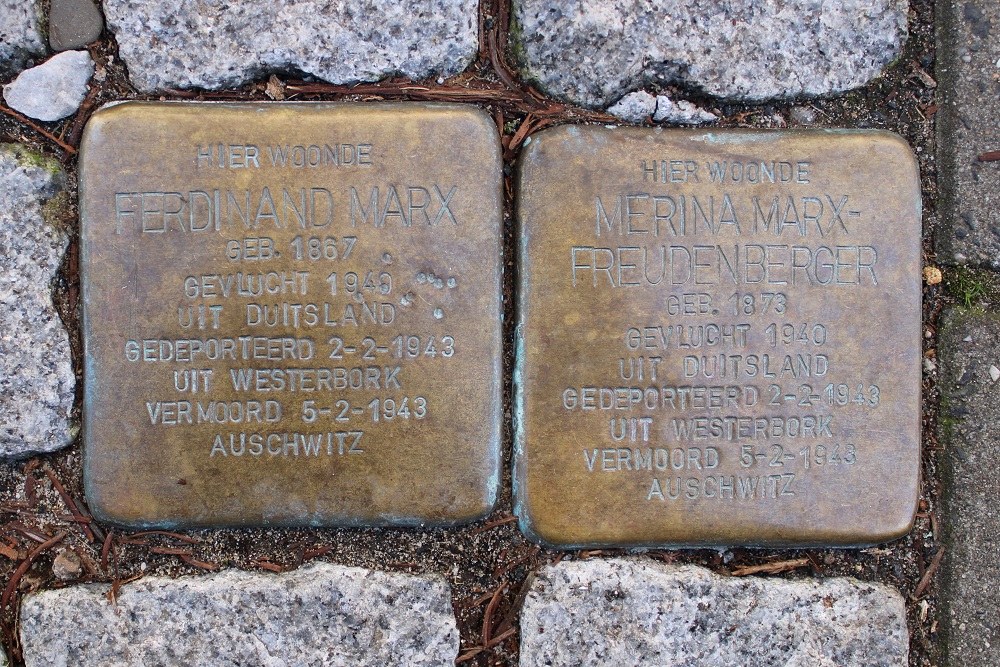 HIER WOONDE
FERDINAND MARX
GEB. 1867
GEVLUCHT 1940
UIT DUITSLAND
GEDEPORTEERD 2-2-1943
UIT WESTERBORK
VERMOORD 5-2-1943
AUSCHWITZ
HIER WOONDE
MERINA MARX-
FREUDENBERGER
GEB. 1873
GEVLUCHT 1940
UIT DUITSLAND
GEDEPORTEERD 2-2-1943
UIT WESTERBORK
VERMOORD 5-2-1943
AUSCHWITZ